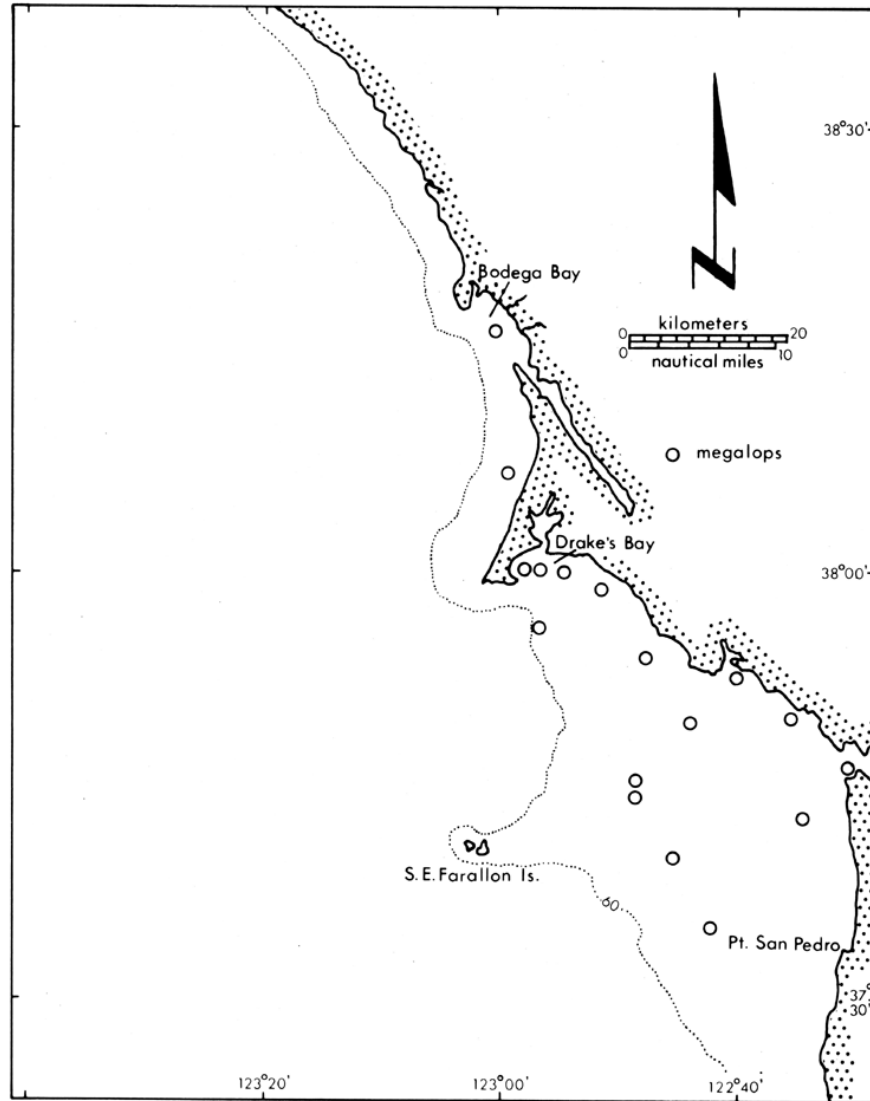 38°30'
Bodega Bay
kilometers
0 20
0 10
nautical miles
megalops
Drake's Bay
38°00'
S.E. Farallon Is.
60
Pt. San Pedro
37°
30'
123°20' 123°00' 122°40'